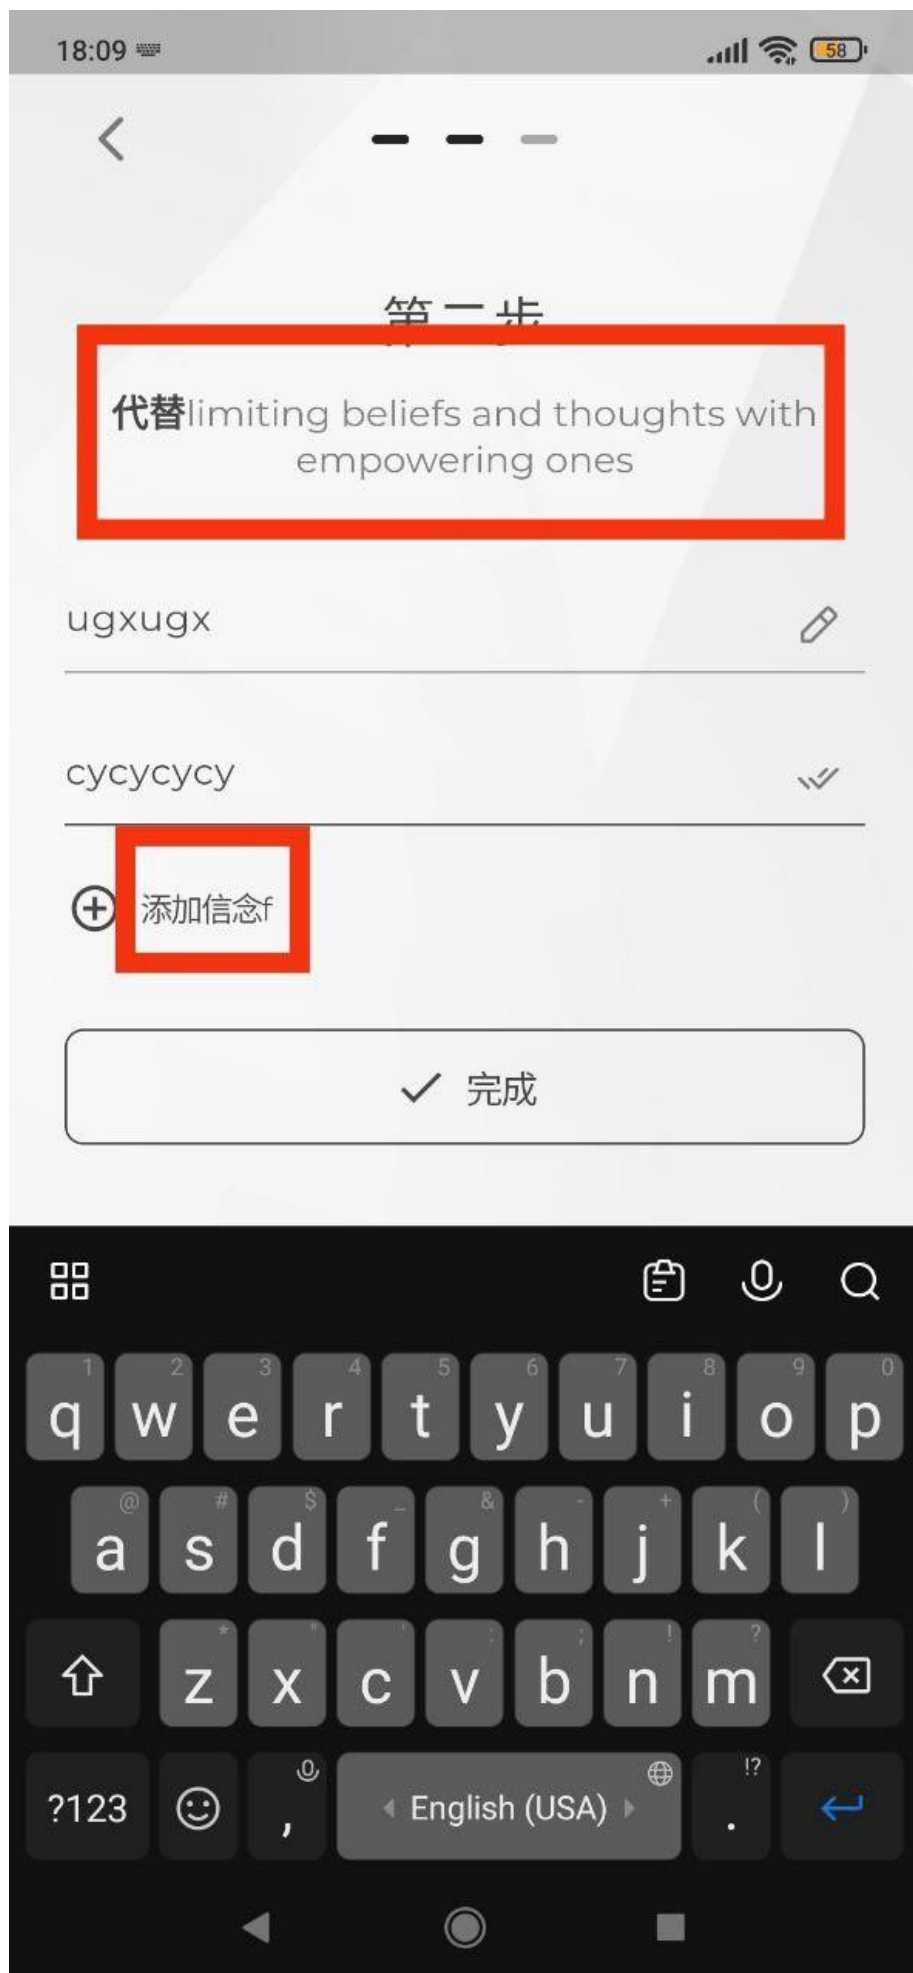 18:09
58
第二步
代替limiting beliefs and thoughts with
empowering ones
ugxugx
cycycycy
添加信念f
完成
1 2 3 4 5 6 7 8 9 0
q w e r t y u i o p
@ # $ _ & - + ( )
a s d f g h j k l
* " ' : ; ! ?
z x c v b n m
!?
?123 , English (USA) .